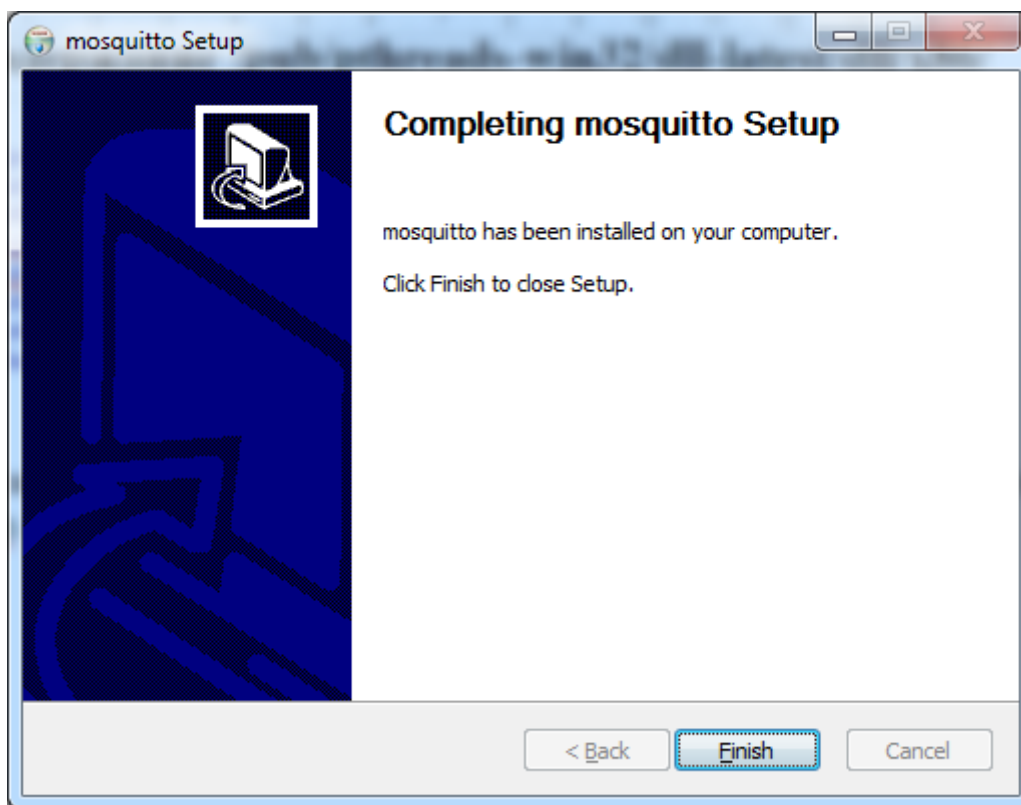 mosquitto Setup
Completing mosquitto Setup
mosquitto has been installed on your computer.
Click Finish to close Setup.
< Back
Finish
Cancel